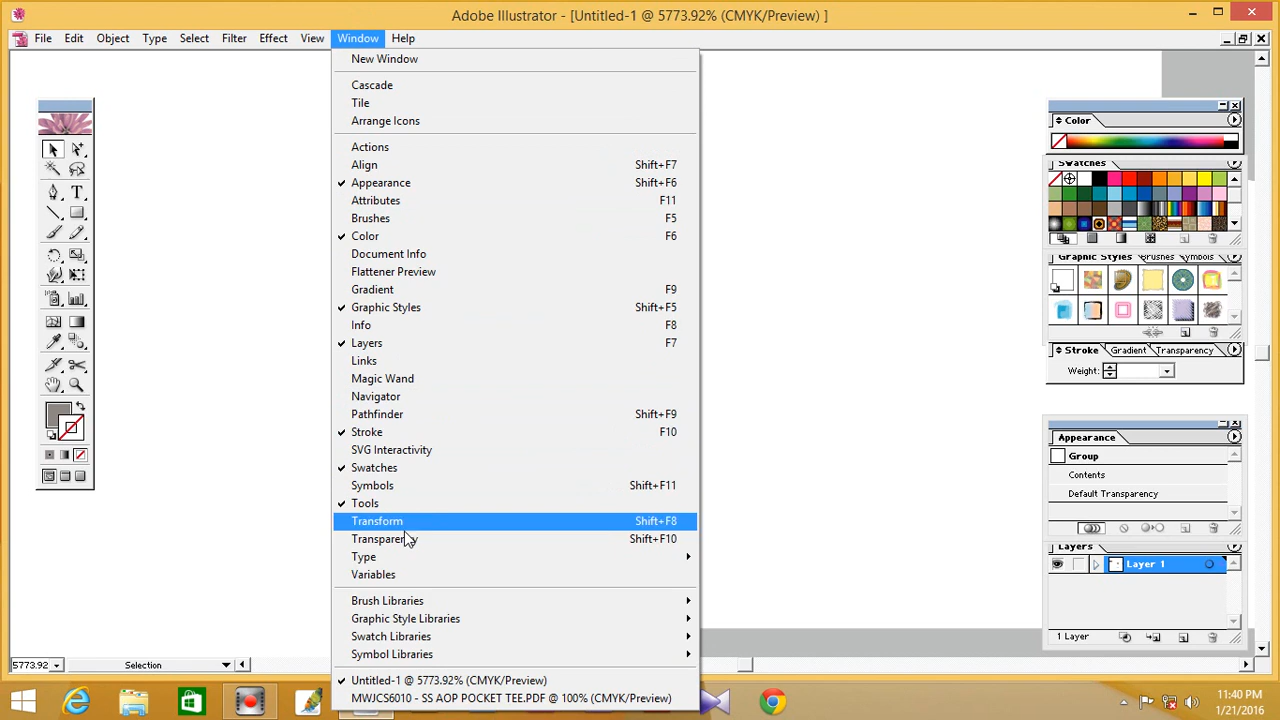 Adobe Illustrator - [Untitled-1 @ 5773.92% (CMYK/Preview) ]
File Edit Object Type Select Filter Effect View Window Help
New Window
Cascade
Tile
Arrange Icons
Actions
Align Shift+F7
Appearance Shift+F6
Attributes F11
Brushes F5
Color F6
Document Info
Flattener Preview
Gradient F9
Graphic Styles Shift+F5
Info F8
Layers F7
Links
Magic Wand
Navigator
Pathfinder Shift+F9
Stroke F10
SVG Interactivity
Swatches
Symbols Shift+F11
Tools
Transform Shift+F8
Transparency Shift+F10
Type
Variables
Brush Libraries
Graphic Style Libraries
Swatch Libraries
Symbol Libraries
Untitled-1 @ 5773.92% (CMYK/Preview)
MWJCS6010 - SS AOP POCKET TEE.PDF @ 100% (CMYK/Preview)
Color
Swatches
Graphic Styles Brushes Symbols
Stroke Gradient Transparency
Weight:
Appearance
Group
Contents
Default Transparency
Layers
Layer 1
1 Layer
5773.92 Selection
11:40 PM
1/21/2016